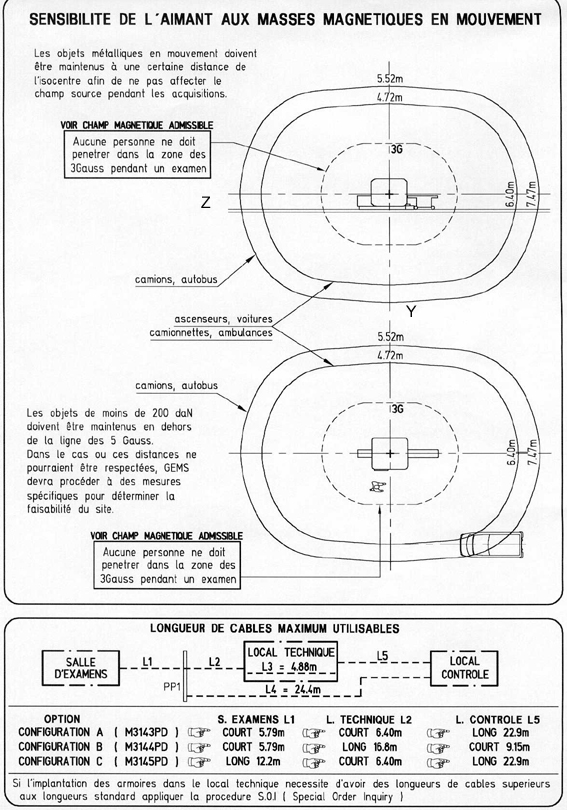 SENSIBILITE DE L´AIMANT AUX MASSES MAGNETIQUES EN MOUVEMENT
Les objets métalliques en mouvement doivent
être maintenus à une certaine distance de
l'isocentre afin de ne pas affecter le
champ source pendant les acquisitions.
VOIR CHAMP MAGNETIQUE ADMISSIBLE
Aucune personne ne doit
penetrer dans la zone des
3Gauss pendant un examen
5.52m
4.72m
3G
Z
6.40m
7.47m
camions, autobus
Y
ascenseurs, voitures
camionnettes, ambulances
5.52m
4.72m
camions, autobus
3G
6.40m
7.47m
Les objets de moins de 200 daN
doivent être maintenus en dehors
de la ligne des 5 Gauss.
Dans le cas ou ces distances ne
pourraient être respectées, GEMS
devra procéder à des mesures
spécifiques pour déterminer la
faisabilité du site.
VOIR CHAMP MAGNETIQUE ADMISSIBLE
Aucune personne ne doit
penetrer dans la zone des
3Gauss pendant un examen
LONGUEUR DE CABLES MAXIMUM UTILISABLES
SALLE
D'EXAMENS
L1
PP1
L2
LOCAL TECHNIQUE
L3 = 4.88m
L4 = 24.4m
L5
LOCAL
CONTROLE
OPTION S. EXAMENS L1 L. TECHNIQUE L2 L. CONTROLE L5
CONFIGURATION A ( M3143PD ) COURT 5.79m COURT 6.40m LONG 22.9m
CONFIGURATION B ( M3144PD ) COURT 5.79m LONG 16.8m COURT 9.15m
CONFIGURATION C ( M3145PD ) LONG 12.2m COURT 6.40m LONG 22.9m
Si l'implantation des armoires dans le local technique necessite d'avoir des longueurs de cables superieurs
aux longueurs standard appliquer la procedure S.O.I ( Special Order Inquiry )